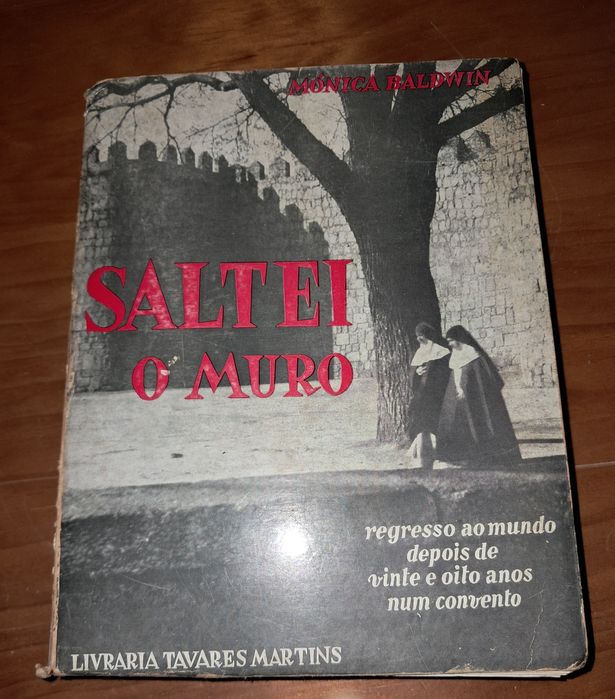 MÓNICA BALDWIN
SALTEI
O MURO
regresso ao mundo
depois de
vinte e oito anos
num convento
LIVRARIA TAVARES MARTINS